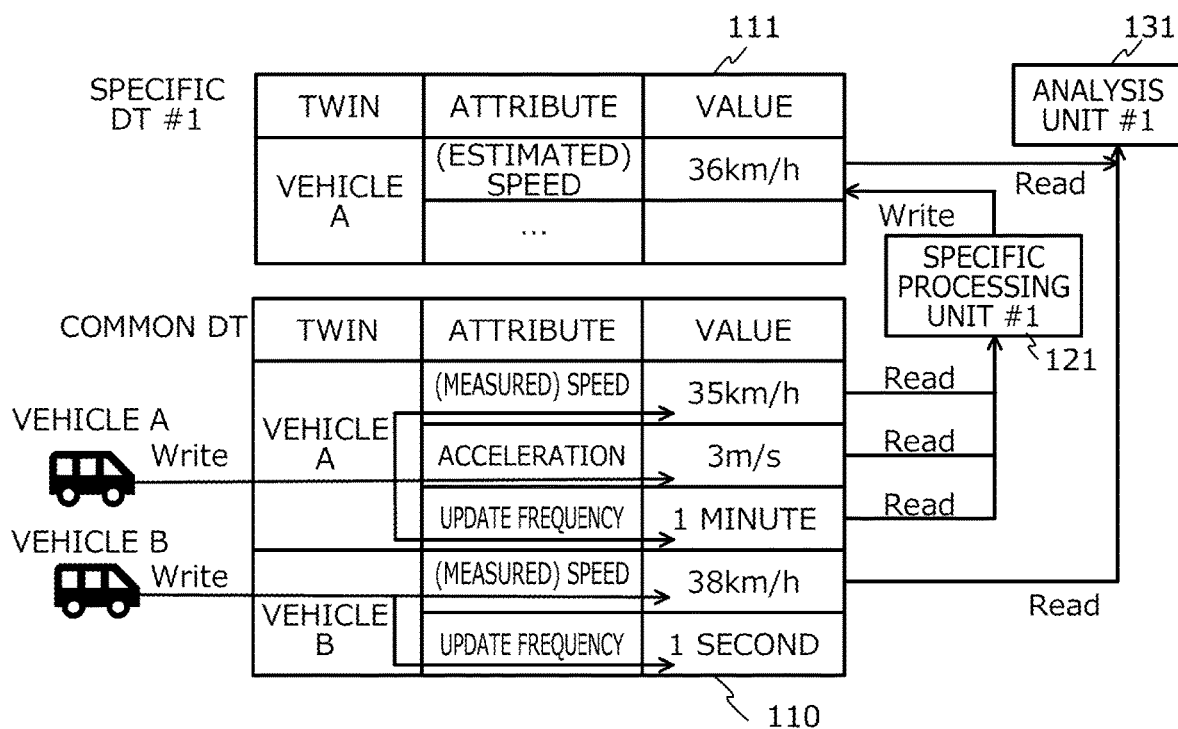 111
131
SPECIFIC
DT #1
TWIN
ATTRIBUTE
VALUE
ANALYSIS
UNIT #1
VEHICLE
A
(ESTIMATED)
SPEED
36km/h
...
Read
Write
SPECIFIC
PROCESSING
UNIT #1
121
COMMON DT
TWIN
ATTRIBUTE
VALUE
VEHICLE A
Write
VEHICLE
A
(MEASURED) SPEED
35km/h
Read
ACCELERATION
3m/s
Read
UPDATE FREQUENCY
1 MINUTE
Read
VEHICLE B
Write
VEHICLE
B
(MEASURED) SPEED
38km/h
Read
UPDATE FREQUENCY
1 SECOND
110